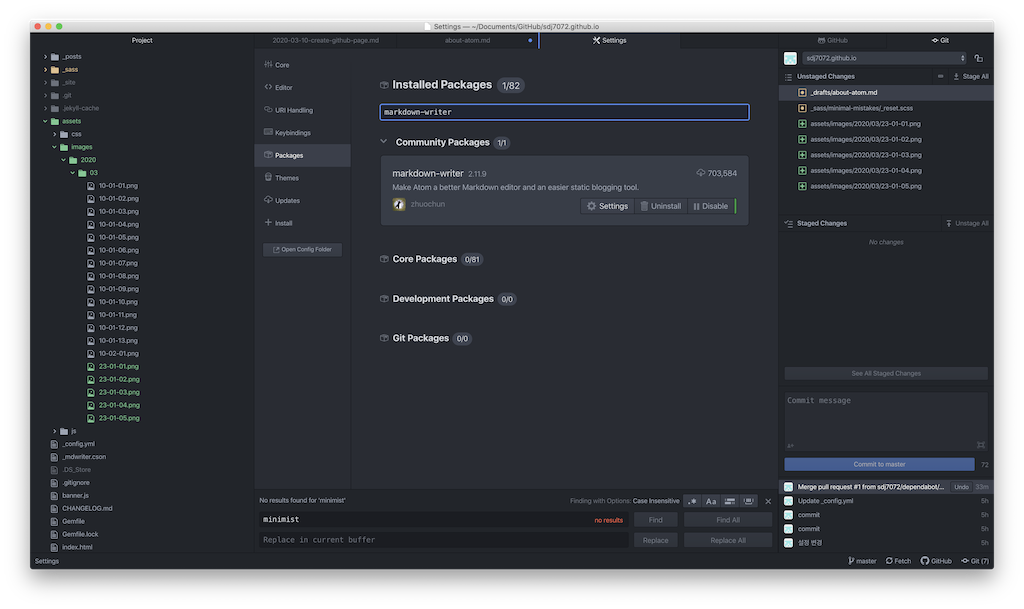 Settings — ~/Documents/GitHub/sdj7072.github.io
Project
_posts
_sass
_site
.git
.jekyll-cache
assets
css
images
2020
03
10-01-01.png
10-01-02.png
10-01-03.png
10-01-04.png
10-01-05.png
10-01-06.png
10-01-07.png
10-01-08.png
10-01-09.png
10-01-10.png
10-01-11.png
10-01-12.png
10-01-13.png
10-02-01.png
23-01-01.png
23-01-02.png
23-01-03.png
23-01-04.png
23-01-05.png
js
_config.yml
_mdwriter.cson
.DS_Store
.gitignore
banner.js
CHANGELOG.md
Gemfile
Gemfile.lock
index.html
2020-03-10-create-github-page.md
about-atom.md
Settings
Core
Editor
URI Handling
Keybindings
Packages
Themes
Updates
Install
Open Config Folder
Installed Packages 1/82
markdown-writer
Community Packages 1/1
markdown-writer 2.11.9 703,584
Make Atom a better Markdown editor and an easier static blogging tool.
zhuochun Settings Uninstall Disable
Core Packages 0/81
Development Packages 0/0
Git Packages 0/0
No results found for 'minimist' Finding with Options: Case Insensitive .* Aa
minimist no results Find Find All
Replace in current buffer Replace Replace All
GitHub Git
sdj7072.github.io
Unstaged Changes Stage All
_drafts/about-atom.md
_sass/minimal-mistakes/_reset.scss
assets/images/2020/03/23-01-01.png
assets/images/2020/03/23-01-02.png
assets/images/2020/03/23-01-03.png
assets/images/2020/03/23-01-04.png
assets/images/2020/03/23-01-05.png
Staged Changes Unstage All
No changes
See All Staged Changes
Commit message
Commit to master 72
Merge pull request #1 from sdj7072/dependabot/... Undo 33m
Update _config.yml 5h
commit 5h
commit 5h
설정 변경 5h
Settings master Fetch GitHub Git (7)